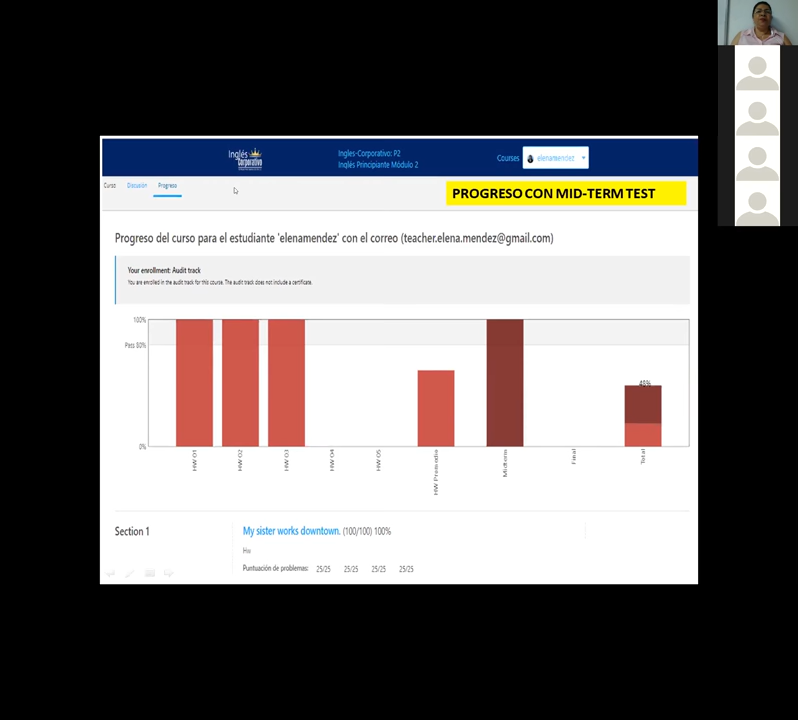 Inglés
Corporativo
Ingles-Corporativo: P2
Inglés Principiante Módulo 2
Courses
elenamendez
Curso
Discusión
Progreso
PROGRESO CON MID-TERM TEST
Progreso del curso para el estudiante 'elenamendez' con el correo (teacher.elena.mendez@gmail.com)
Your enrollment: Audit track
You are enrolled in the audit track for this course. The audit track does not include a certificate.
100%
Pass 80%
0%
48%
HW 01
HW 02
HW 03
HW 04
HW 05
HW Promedio
Midterm
Final
Total
Section 1
My sister works downtown. (100/100) 100%
Hw
Puntuación de problemas: 25/25 25/25 25/25 25/25